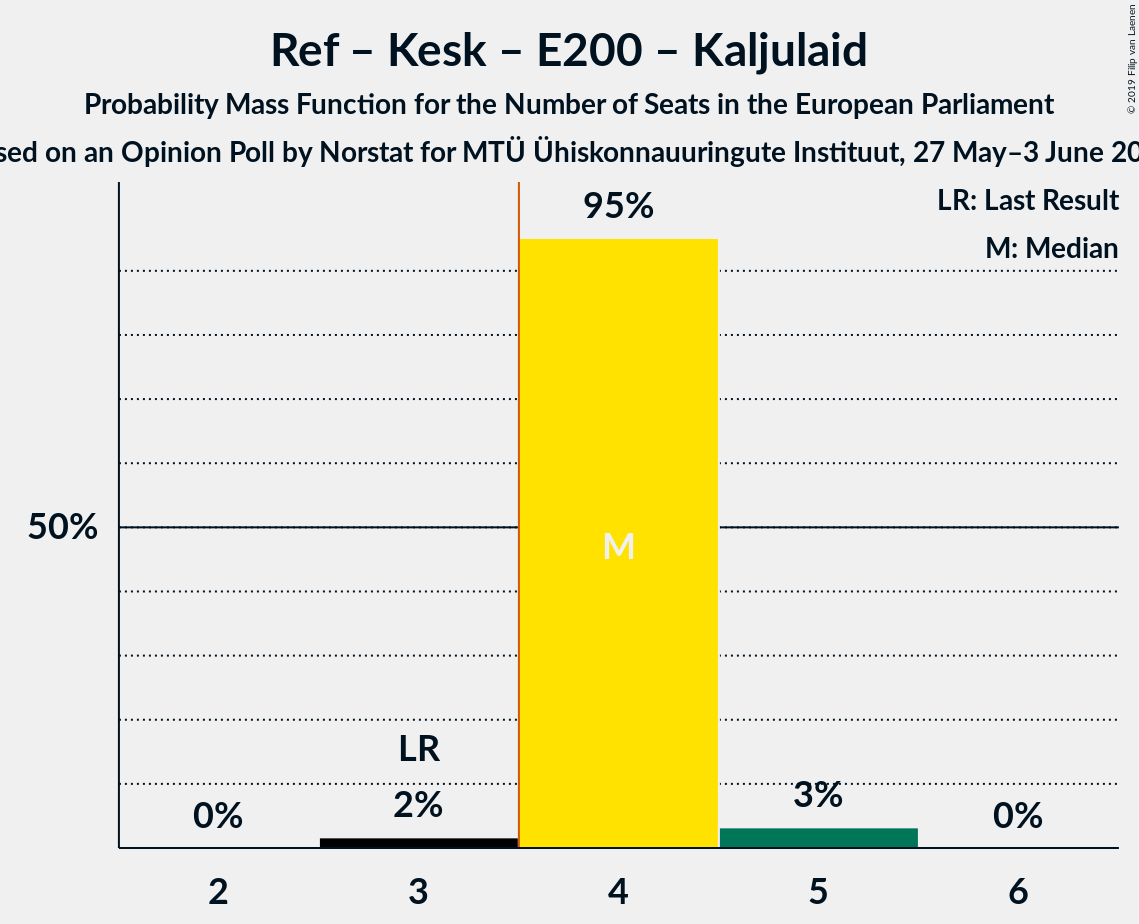 Ref – Kesk – E200 – Kaljulaid
Probability Mass Function for the Number of Seats in the European Parliament
on an Opinion Poll by Norstat for MTÜ Ühiskonnauuringute Instituut, 27 May–3 June
© 2019 Filip van Laenen
LR: Last Result
M: Median
95%
50%
M
LR
2%
3%
0%
0%
2
3
4
5
6